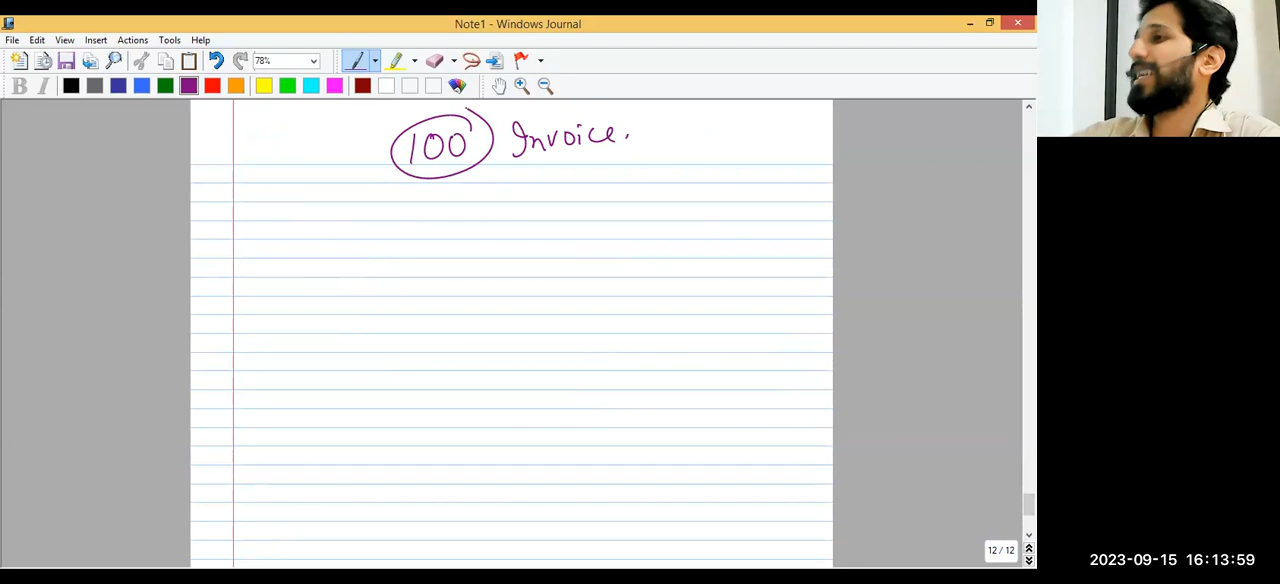 Note1 - Windows Journal
File Edit View Insert Actions Tools Help
78%
B I
100 Invoice.
12 / 12
2023-09-15 16:13:59